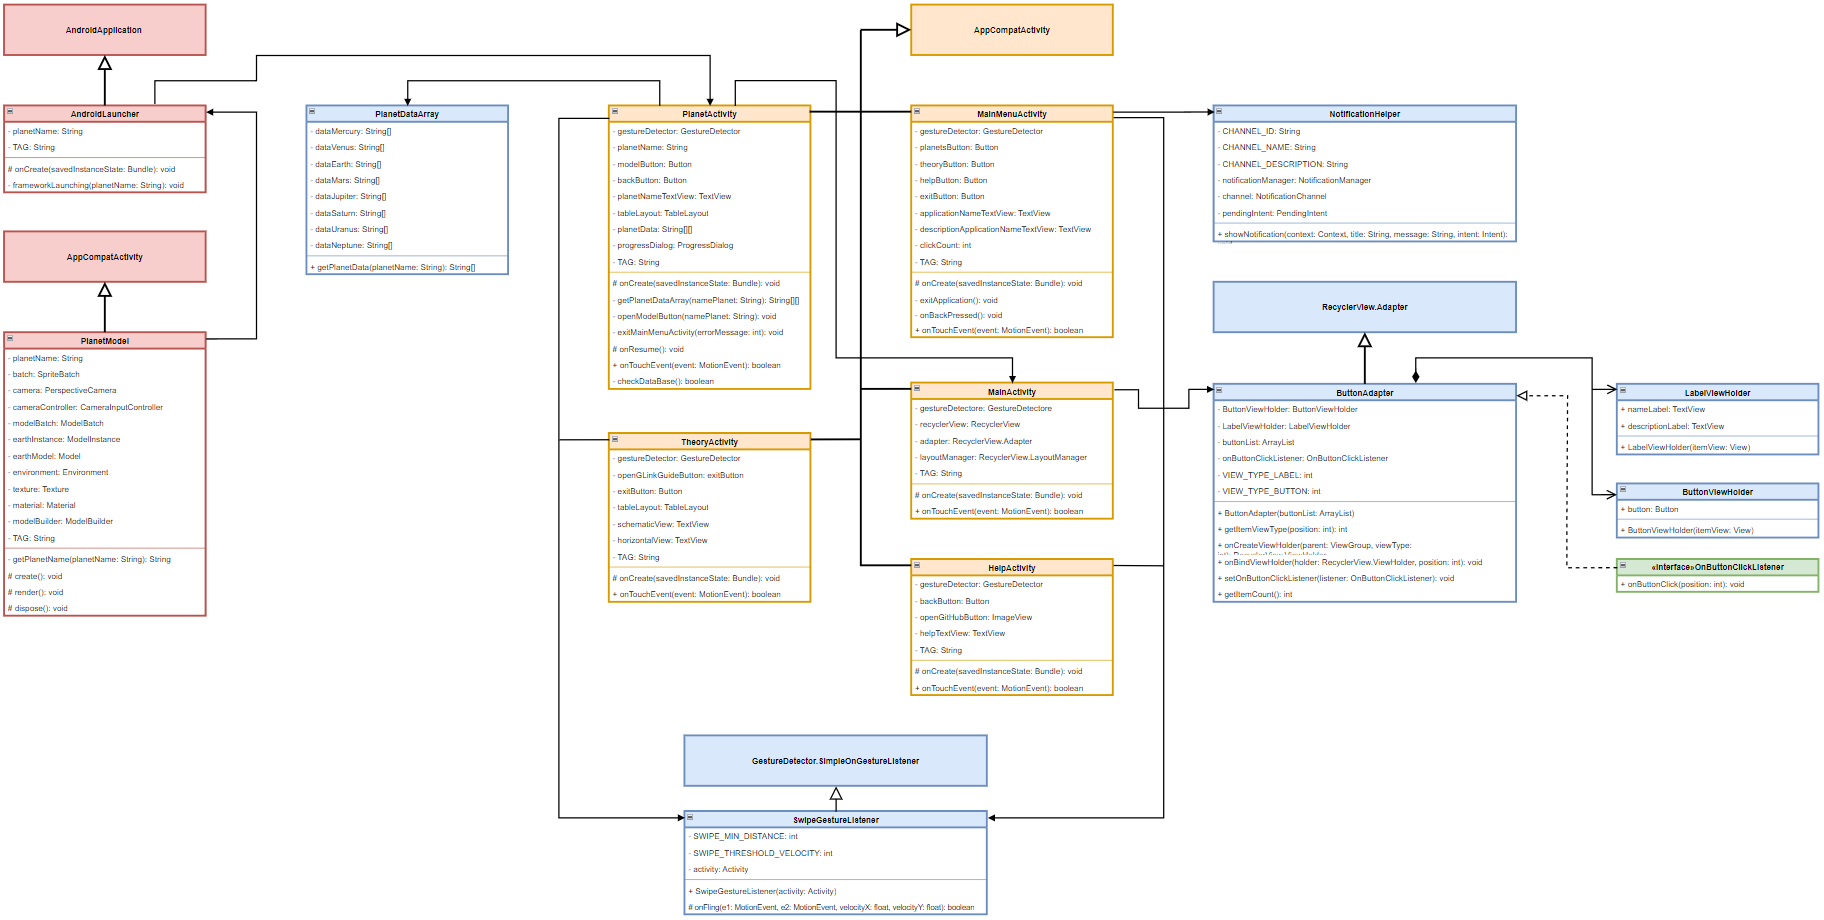 AndroidApplication
AndroidLauncher
- planetName: String
- TAG: String
# onCreate(savedInstanceState: Bundle): void
- frameworkLaunching(planetName: String): void
AppCompatActivity
PlanetModel
- planetName: String
- batch: SpriteBatch
- camera: PerspectiveCamera
- cameraController: CameraInputController
- modelBatch: ModelBatch
- earthInstance: ModelInstance
- earthModel: Model
- environment: Environment
- texture: Texture
- material: Material
- modelBuilder: ModelBuilder
- TAG: String
- getPlanetName(planetName: String): String
# create(): void
# render(): void
# dispose(): void
PlanetDataArray
- dataMercury: String[]
- dataVenus: String[]
- dataEarth: String[]
- dataMars: String[]
- dataJupiter: String[]
- dataSaturn: String[]
- dataUranus: String[]
- dataNeptune: String[]
+ getPlanetData(planetName: String): String[]
PlanetActivity
- gestureDetector: GestureDetector
- planetName: String
- modelButton: Button
- backButton: Button
- planetNameTextView: TextView
- tableLayout: TableLayout
- planetData: String[][]
- progressDialog: ProgressDialog
- TAG: String
# onCreate(savedInstanceState: Bundle): void
- getPlanetDataArray(namePlanet: String): String[][]
- openModelButton(namePlanet: String): void
- exitMainMenuActivity(errorMessage: int): void
# onResume(): void
+ onTouchEvent(event: MotionEvent): boolean
- checkDataBase(): boolean
TheoryActivity
- gestureDetector: GestureDetector
- openGLinkGuideButton: exitButton
- exitButton: Button
- tableLayout: TableLayout
- schematicView: TextView
- horizontalView: TextView
- TAG: String
# onCreate(savedInstanceState: Bundle): void
+ onTouchEvent(event: MotionEvent): boolean
AppCompatActivity
MainMenuActivity
- gestureDetector: GestureDetector
- planetsButton: Button
- theoryButton: Button
- helpButton: Button
- exitButton: Button
- applicationNameTextView: TextView
- descriptionApplicationNameTextView: TextView
- clickCount: int
- TAG: String
# onCreate(savedInstanceState: Bundle): void
- exitApplication(): void
- onBackPressed(): void
+ onTouchEvent(event: MotionEvent): boolean
MainActivity
- gestureDetectore: GestureDetectore
- recyclerView: RecyclerView
- adapter: RecyclerView.Adapter
- layoutManager: RecyclerView.LayoutManager
- TAG: String
# onCreate(savedInstanceState: Bundle): void
+ onTouchEvent(event: MotionEvent): boolean
HelpActivity
- gestureDetector: GestureDetector
- backButton: Button
- openGitHubButton: ImageView
- helpTextView: TextView
- TAG: String
# onCreate(savedInstanceState: Bundle): void
+ onTouchEvent(event: MotionEvent): boolean
GestureDetector.SimpleOnGestureListener
SwipeGestureListener
- SWIPE_MIN_DISTANCE: int
- SWIPE_THRESHOLD_VELOCITY: int
- activity: Activity
+ SwipeGestureListener(activity: Activity)
# onFling(e1: MotionEvent, e2: MotionEvent, velocityX: float, velocityY: float): boolean
NotificationHelper
- CHANNEL_ID: String
- CHANNEL_NAME: String
- CHANNEL_DESCRIPTION: String
- notificationManager: NotificationManager
- channel: NotificationChannel
- pendingIntent: PendingIntent
+ showNotification(context: Context, title: String, message: String, intent: Intent):
RecyclerView.Adapter
ButtonAdapter
- ButtonViewHolder: ButtonViewHolder
- LabelViewHolder: LabelViewHolder
- buttonList: ArrayList
- onButtonClickListener: OnButtonClickListener
- VIEW_TYPE_LABEL: int
- VIEW_TYPE_BUTTON: int
+ ButtonAdapter(buttonList: ArrayList)
+ getItemViewType(position: int): int
+ onCreateViewHolder(parent: ViewGroup, viewType:
int): RecyclerView.ViewHolder
+ onBindViewHolder(holder: RecyclerView.ViewHolder, position: int): void
+ setOnButtonClickListener(listener: OnButtonClickListener): void
+ getItemCount(): int
LabelViewHolder
+ nameLabel: TextView
+ descriptionLabel: TextView
+ LabelViewHolder(itemView: View)
ButtonViewHolder
+ button: Button
+ ButtonViewHolder(itemView: View)
«interface»OnButtonClickListener
+ onButtonClick(position: int): void